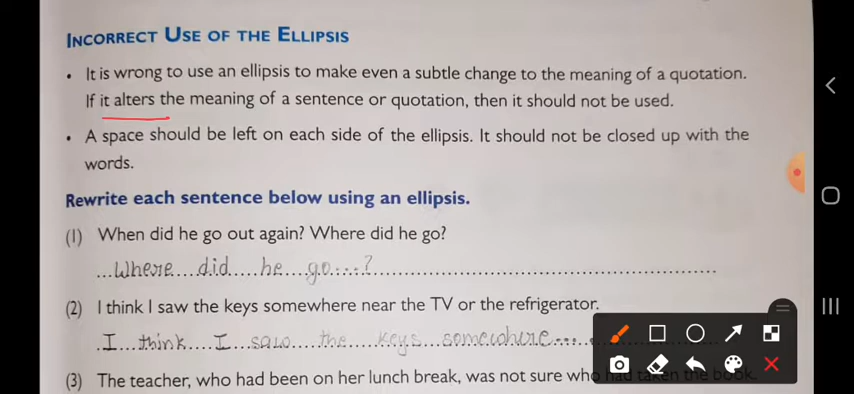 INCORRECT USE OF THE ELLIPSIS
• It is wrong to use an ellipsis to make even a subtle change to the meaning of a quotation.
If it alters the meaning of a sentence or quotation, then it should not be used.
• A space should be left on each side of the ellipsis. It should not be closed up with the
words.
Rewrite each sentence below using an ellipsis.
(1) When did he go out again? Where did he go?
...Where....did....he...go....?
(2) I think I saw the keys somewhere near the TV or the refrigerator.
.I...think....I....saw....the....keys...somewhere....
(3) The teacher, who had been on her lunch break, was not sure who had taken the book.